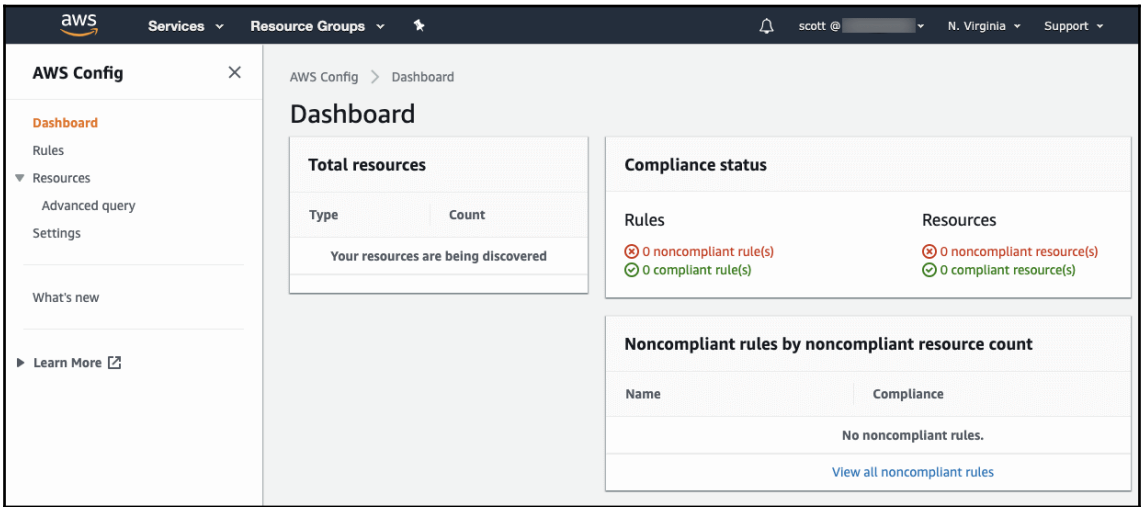 aws Services Resource Groups scott @ N. Virginia Support
AWS Config
Dashboard
Rules
Resources
Advanced query
Settings
What's new
Learn More
AWS Config > Dashboard
Dashboard
Total resources
Type Count
Your resources are being discovered
Compliance status
Rules Resources
0 noncompliant rule(s) 0 noncompliant resource(s)
0 compliant rule(s) 0 compliant resource(s)
Noncompliant rules by noncompliant resource count
Name Compliance
No noncompliant rules.
View all noncompliant rules